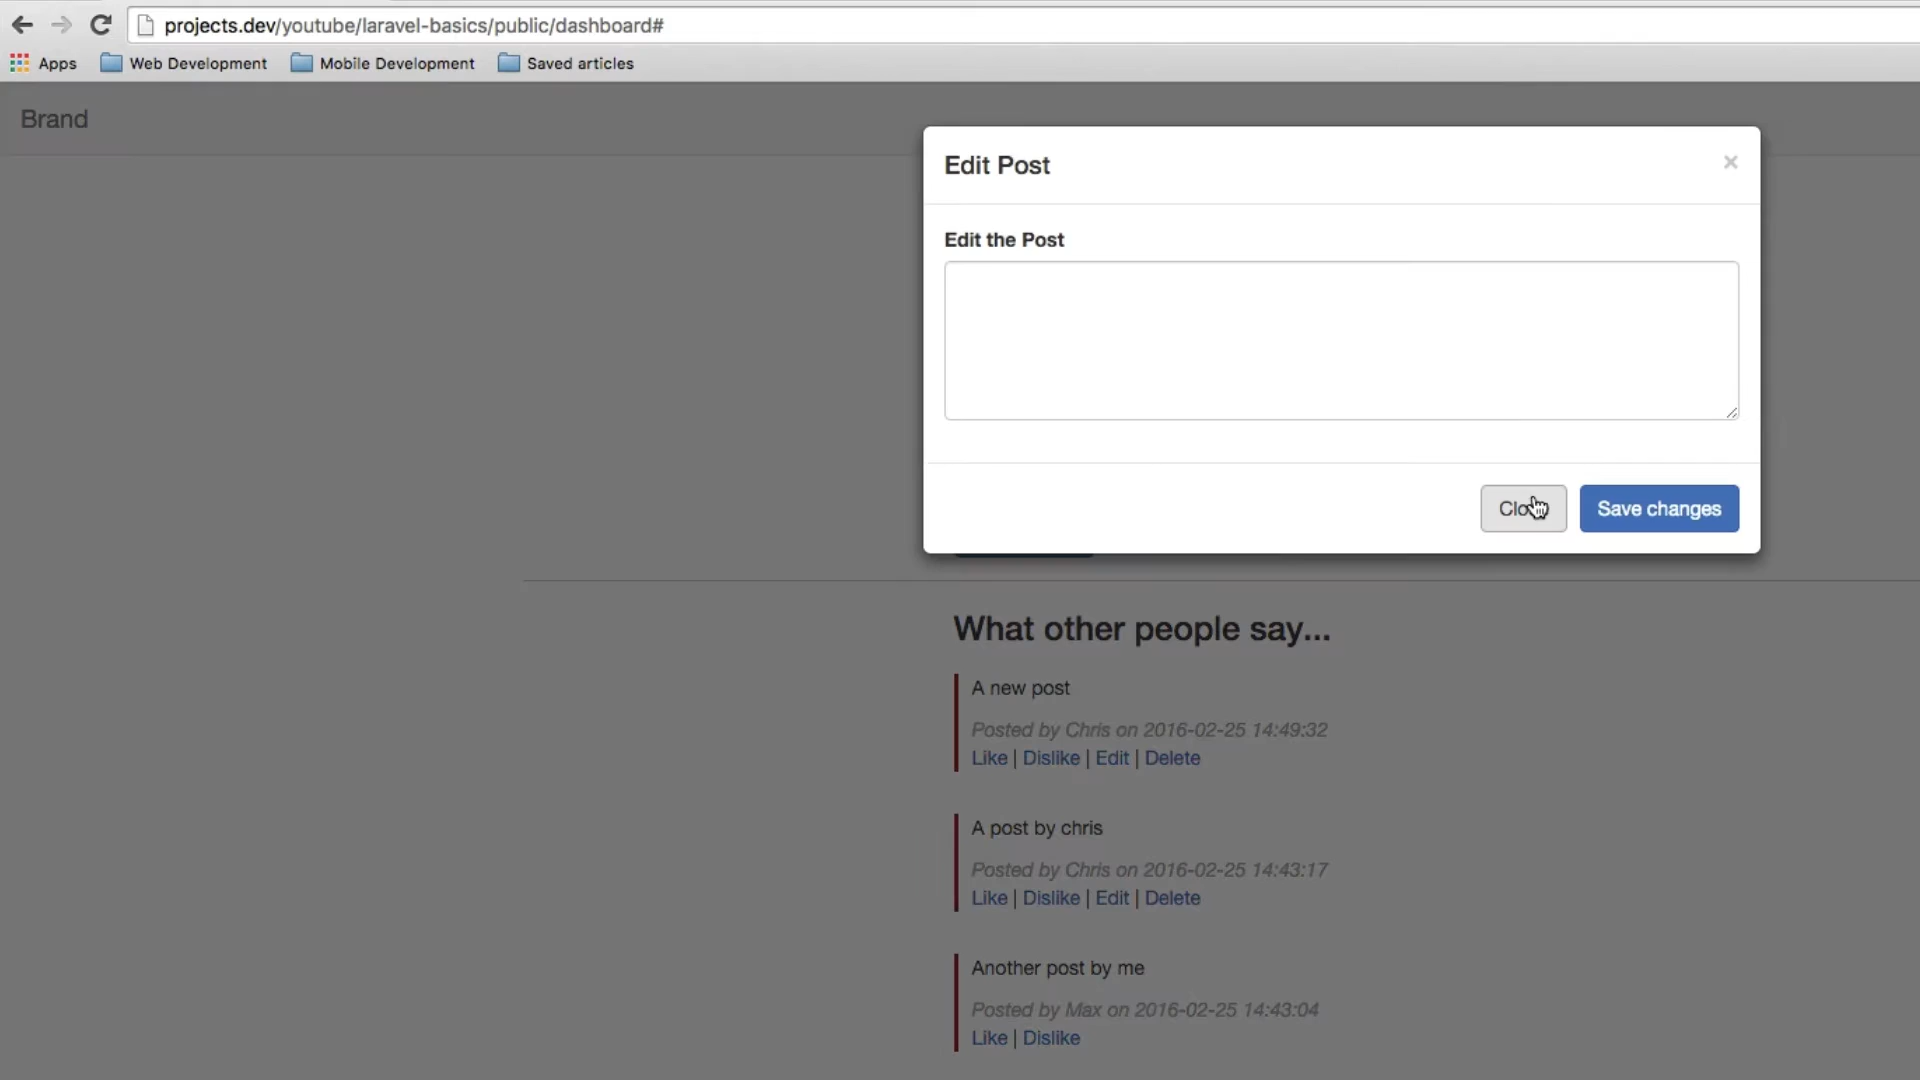 projects.dev/youtube/laravel-basics/public/dashboard#
Apps Web Development Mobile Development Saved articles
Brand
Edit Post ×
Edit the Post
Save changes
What other people say...
A new post
Posted by Chris on 2016-02-25 14:49:32
Like | Dislike | Edit | Delete
A post by chris
Posted by Chris on 2016-02-25 14:43:17
Like | Dislike | Edit | Delete
Another post by me
Posted by Max on 2016-02-25 14:43:04
Like | Dislike